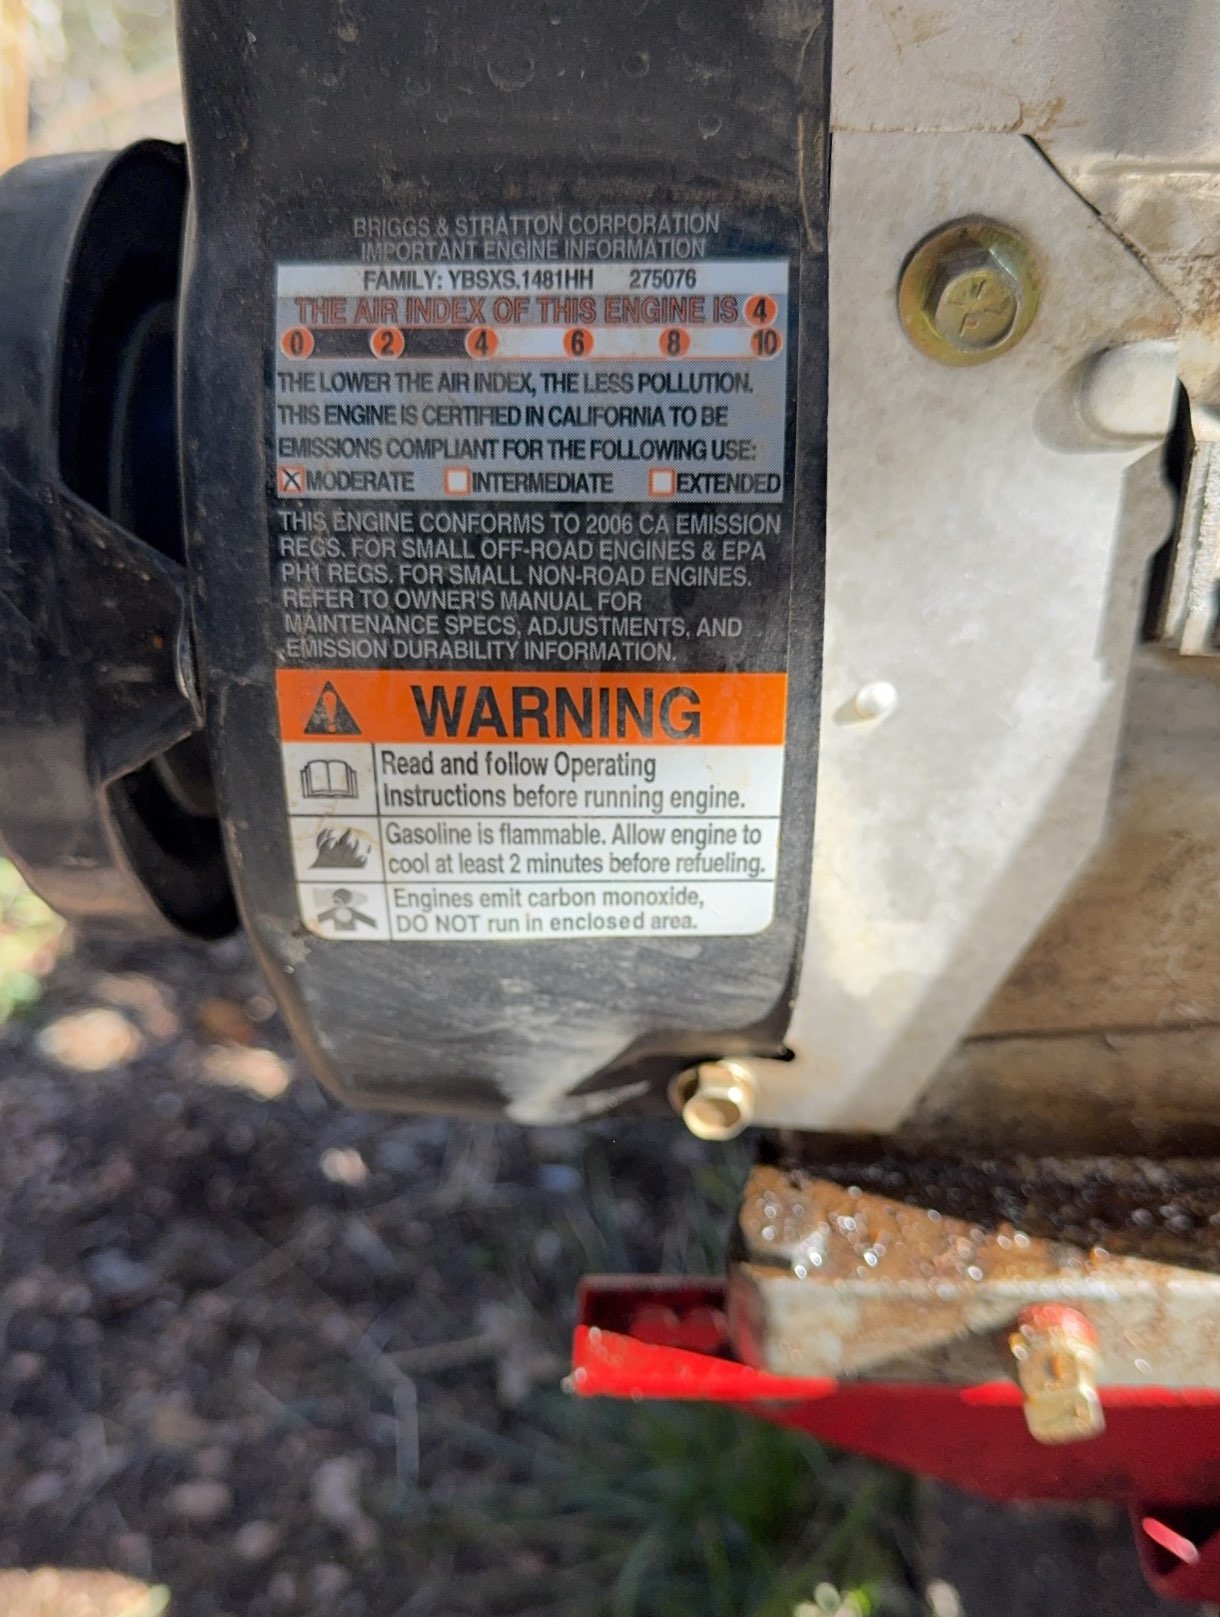 BRIGGS & STRATTON CORPORATION
IMPORTANT ENGINE INFORMATION
FAMILY: YBSXS.1481HH 275076
THE AIR INDEX OF THIS ENGINE IS 4
0 2 4 6 8 10
THE LOWER THE AIR INDEX, THE LESS POLLUTION.
THIS ENGINE IS CERTIFIED IN CALIFORNIA TO BE
EMISSIONS COMPLIANT FOR THE FOLLOWING USE:
MODERATE INTERMEDIATE EXTENDED
THIS ENGINE CONFORMS TO 2006 CA EMISSION
REGS. FOR SMALL OFF-ROAD ENGINES & EPA
PH1 REGS. FOR SMALL NON-ROAD ENGINES.
REFER TO OWNER'S MANUAL FOR
MAINTENANCE SPECS, ADJUSTMENTS, AND
EMISSION DURABILITY INFORMATION.
WARNING
Read and follow Operating
Instructions before running engine.
Gasoline is flammable. Allow engine to
cool at least 2 minutes before refueling.
Engines emit carbon monoxide,
DO NOT run in enclosed area.